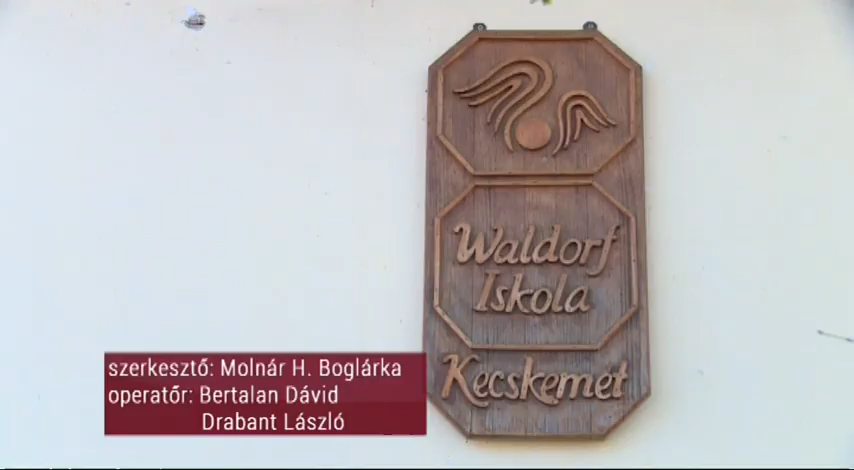 Waldorf
Iskola
Kecskemét
szerkesztő: Molnár H. Boglárka
operatőr: Bertalan Dávid
Drabant László